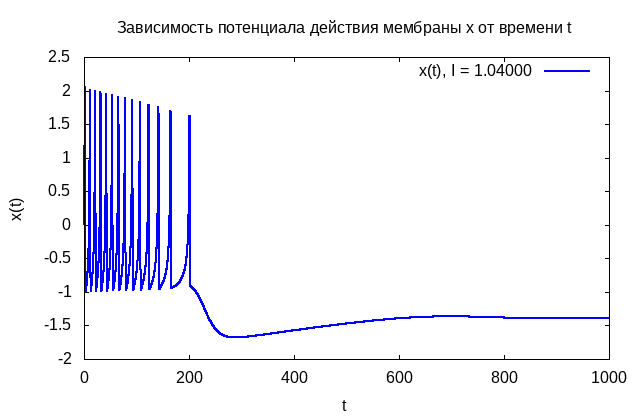 Зависимость потенциала действия мембраны x от времени t
x(t), I = 1.04000
2.5
2
1.5
1
0.5
0
-0.5
-1
-1.5
-2
x(t)
0 200 400 600 800 1000
t